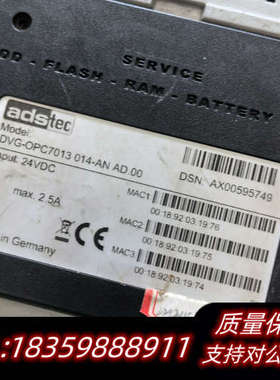 SERVICE
OD - FLASH - RAM - BATTERY
ads-tec
Model
DVG-OPC7013 014-AN AD.00
DSN: AX00595749
put: 24VDC
max. 2.5A
MAC1
00.18.92.03.19.76
MAC2
00.18.92.03.19.75
MAC3
00.18.92.03.19.74
in Germany
质量保
:18359888911
支持对公